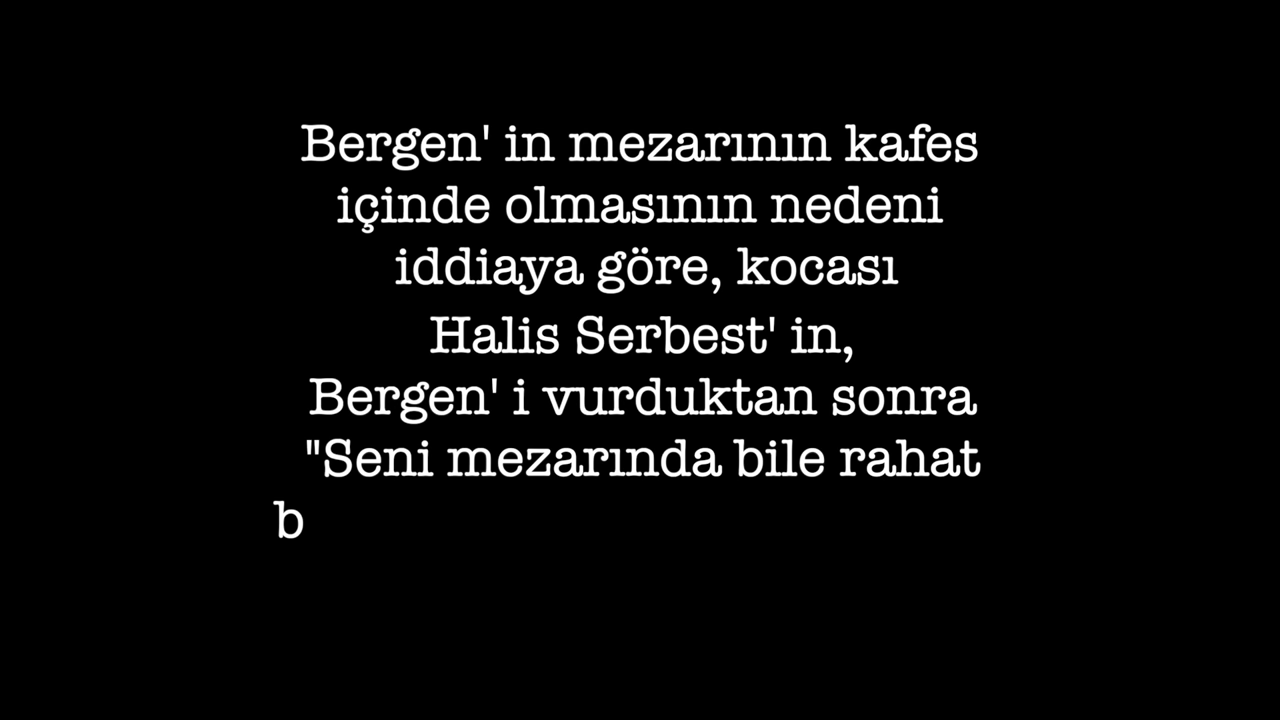 Bergen' in mezarının kafes
içinde olmasının nedeni
iddiaya göre, kocası
Halis Serbest' in,
Bergen' i vurduktan sonra
"Seni mezarında bile rahat
b